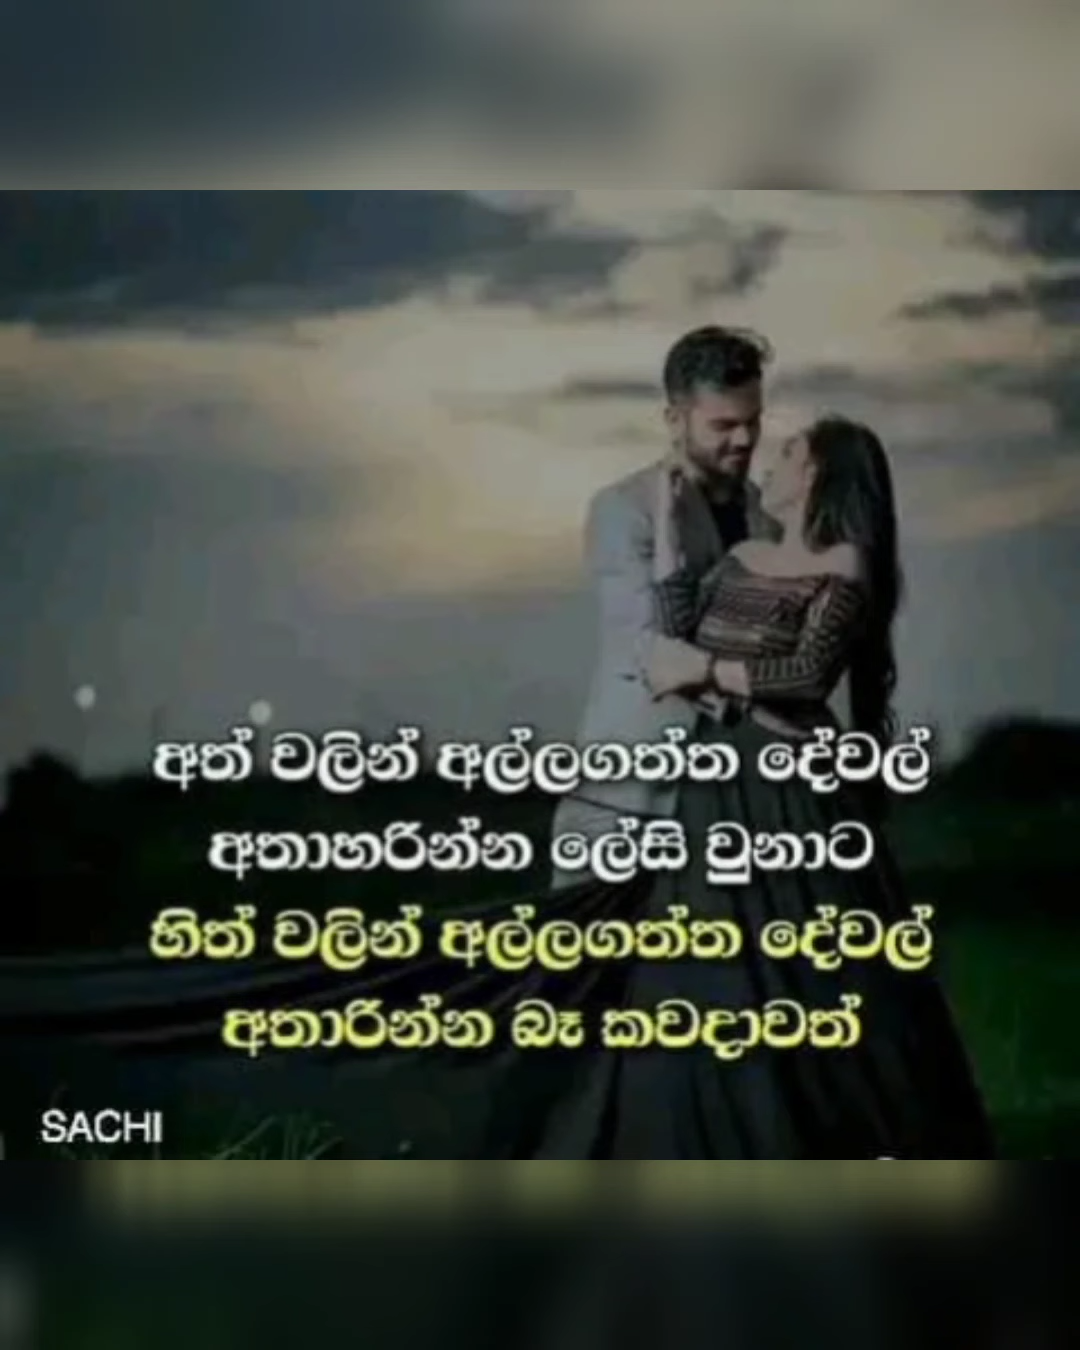 අත් වලින් අල්ලගත්ත දේවල්
අතාහරින්න ලේසි වුනාට
හිත් වලින් අල්ලගත්ත දේවල්
අතාරින්න බෑ කවදාවත්
SACHI